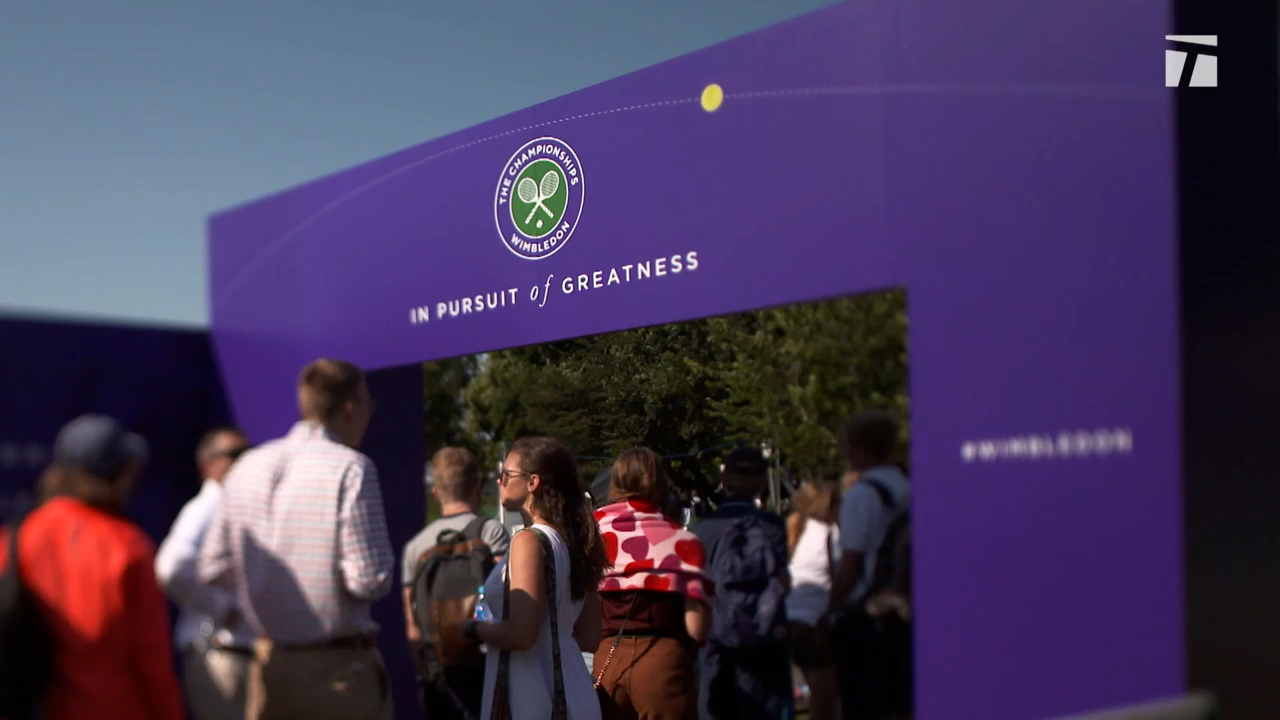 THE CHAMPIONSHIPS
WIMBLEDON
IN PURSUIT of GREATNESS
#WIMBLEDON